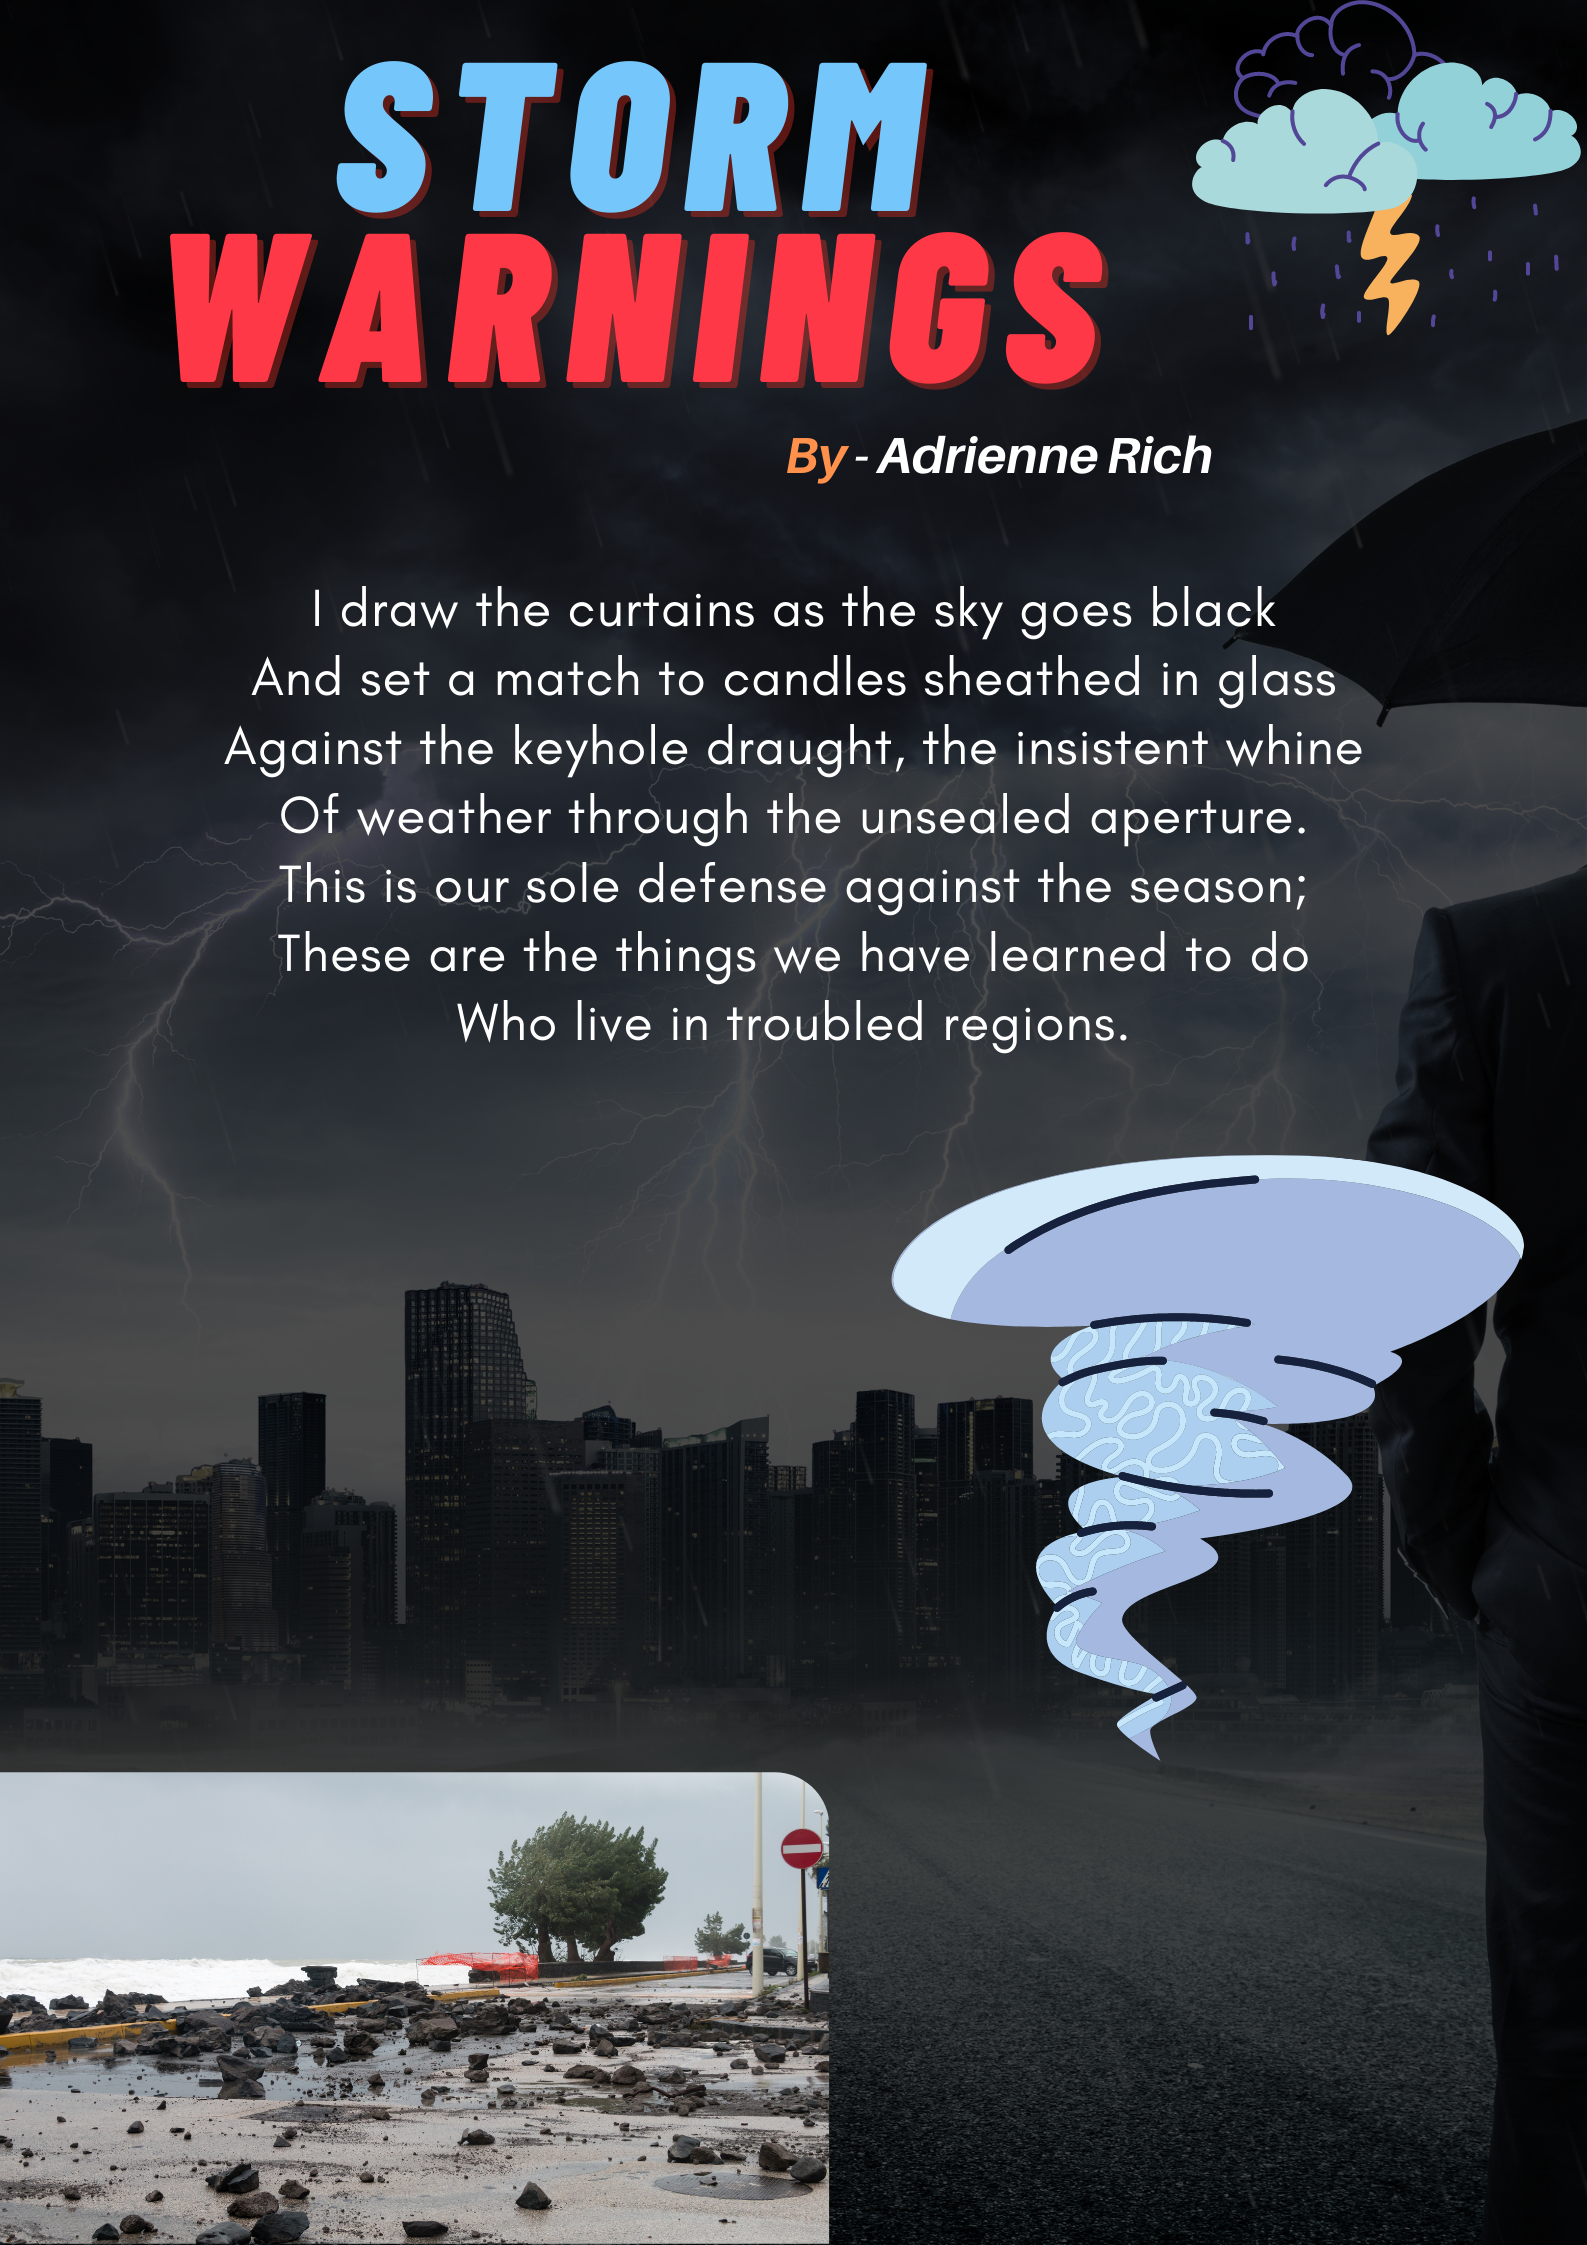 STORM
WARNINGS
By - Adrienne Rich
I draw the curtains as the sky goes black
And set a match to candles sheathed in glass
Against the keyhole draught, the insistent whine
Of weather through the unsealed aperture.
This is our sole defense against the season;
These are the things we have learned to do
Who live in troubled regions.